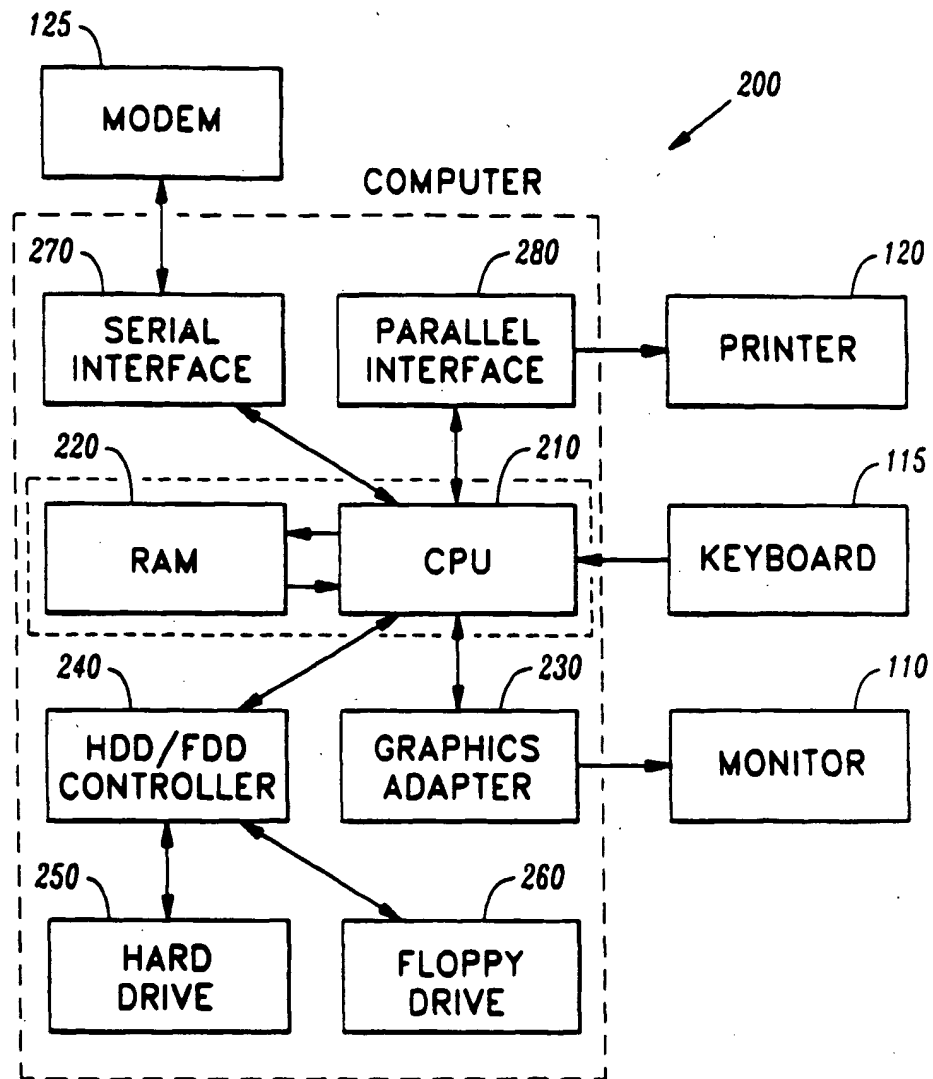 125
MODEM
200
COMPUTER
270
SERIAL
INTERFACE
280
PARALLEL
INTERFACE
120
PRINTER
220
RAM
210
CPU
115
KEYBOARD
240
HDD/FDD
CONTROLLER
230
GRAPHICS
ADAPTER
110
MONITOR
250
HARD
DRIVE
260
FLOPPY
DRIVE